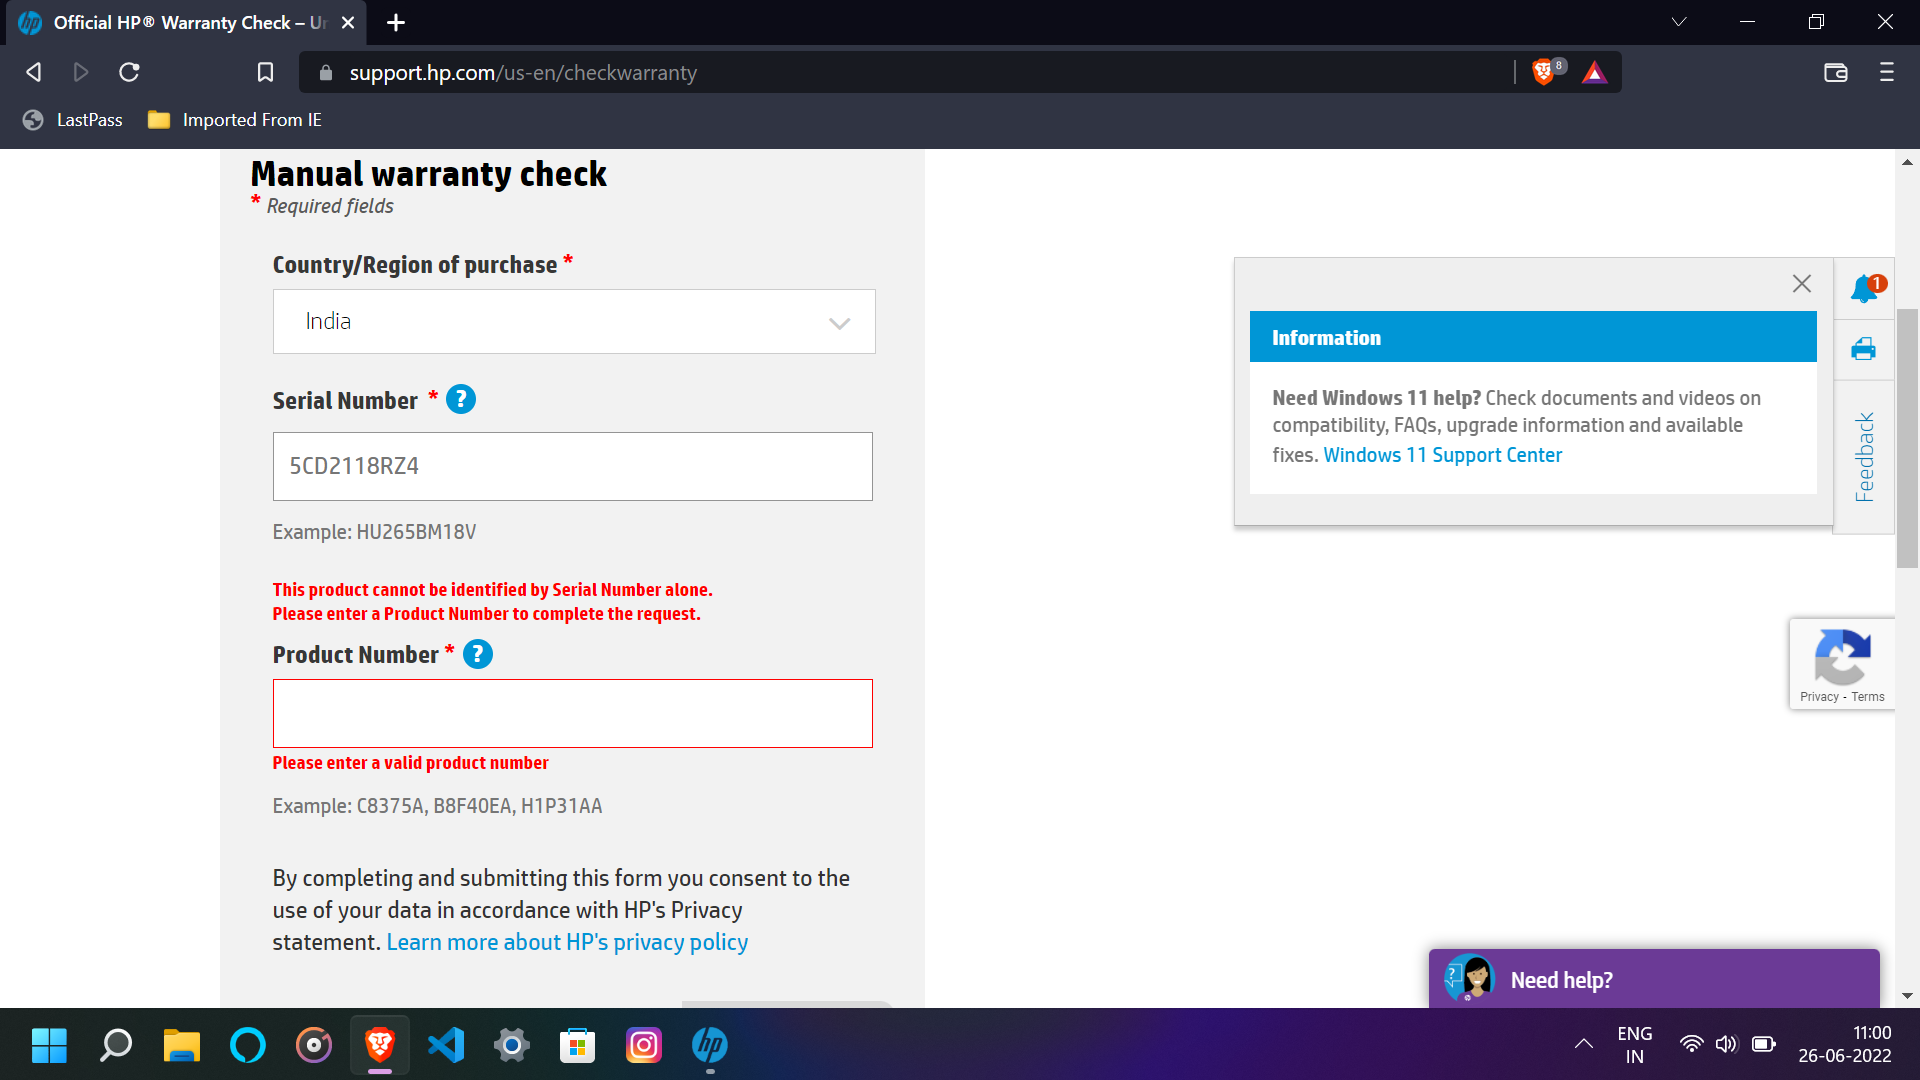 Official HP® Warranty Check – Ur
support.hp.com/us-en/checkwarranty
8
LastPass
Imported From IE
Manual warranty check
* Required fields
Country/Region of purchase *
India
Serial Number * ?
5CD2118RZ4
Example: HU265BM18V
This product cannot be identified by Serial Number alone.
Please enter a Product Number to complete the request.
Product Number * ?
Please enter a valid product number
Example: C8375A, B8F40EA, H1P31AA
By completing and submitting this form you consent to the
use of your data in accordance with HP's Privacy
statement. Learn more about HP's privacy policy
1
Information
Need Windows 11 help? Check documents and videos on
compatibility, FAQs, upgrade information and available
fixes. Windows 11 Support Center
Feedback
Privacy - Terms
Need help?
hp
ENG
IN
11:00
26-06-2022